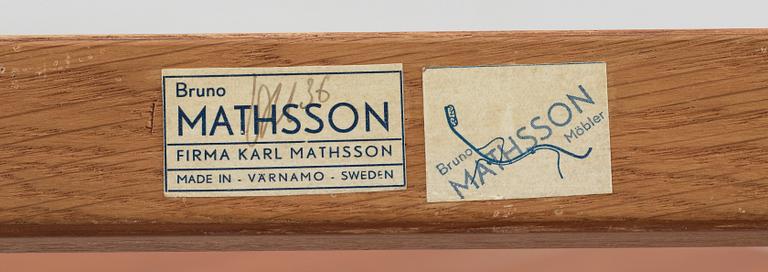 Bruno
MATHSSON
FIRMA KARL MATHSSON
MADE IN - VÄRNAMO - SWEDEN
Bruno
MATHSSON
Möbler